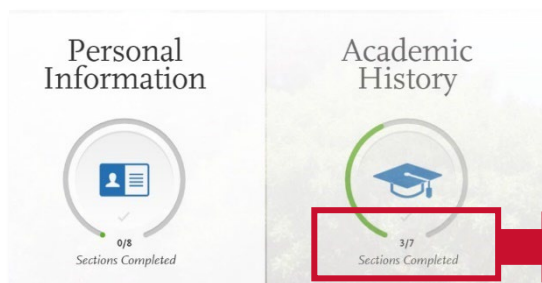 Personal
Information
0/8
Sections Completed
Academic
History
3/7
Sections Completed